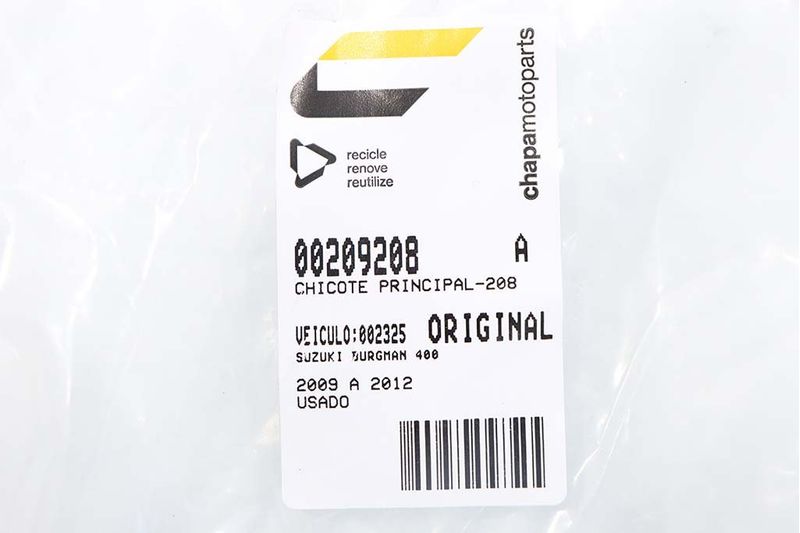 chapamotoparts
recicle
renove
reutilize
00209208 A
CHICOTE PRINCIPAL-208
VEICULO:002325 ORIGINAL
SUZUKI BURGMAN 400
2009 A 2012
USADO